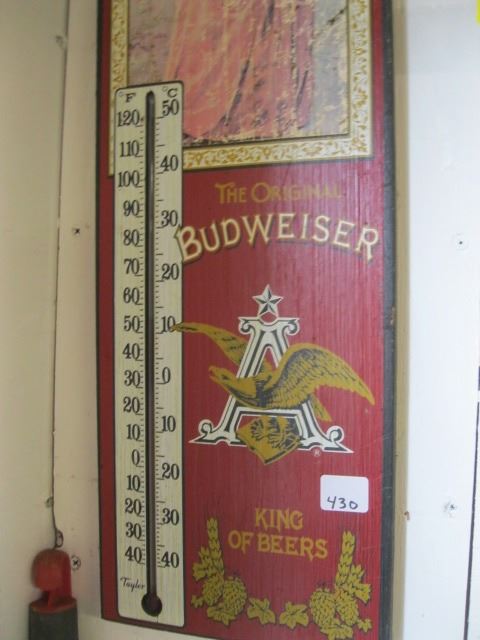 °F °C
120 50
110
100 40
90 30
80
70 20
60
50 10
40
30 0
20
10 10
0
10 20
20 30
30
40 40
Taylor
THE ORIGINAL
BUDWEISER
A
®
430
KING
OF BEERS